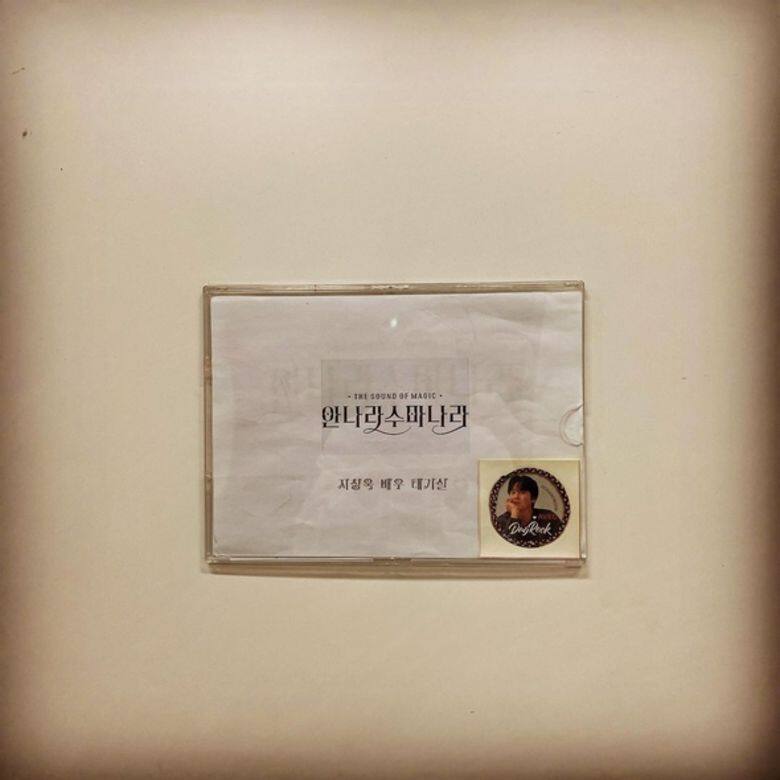 · THE SOUND OF MAGIC ·
안나라수마나라
지창욱 배우 대기실
DogRock